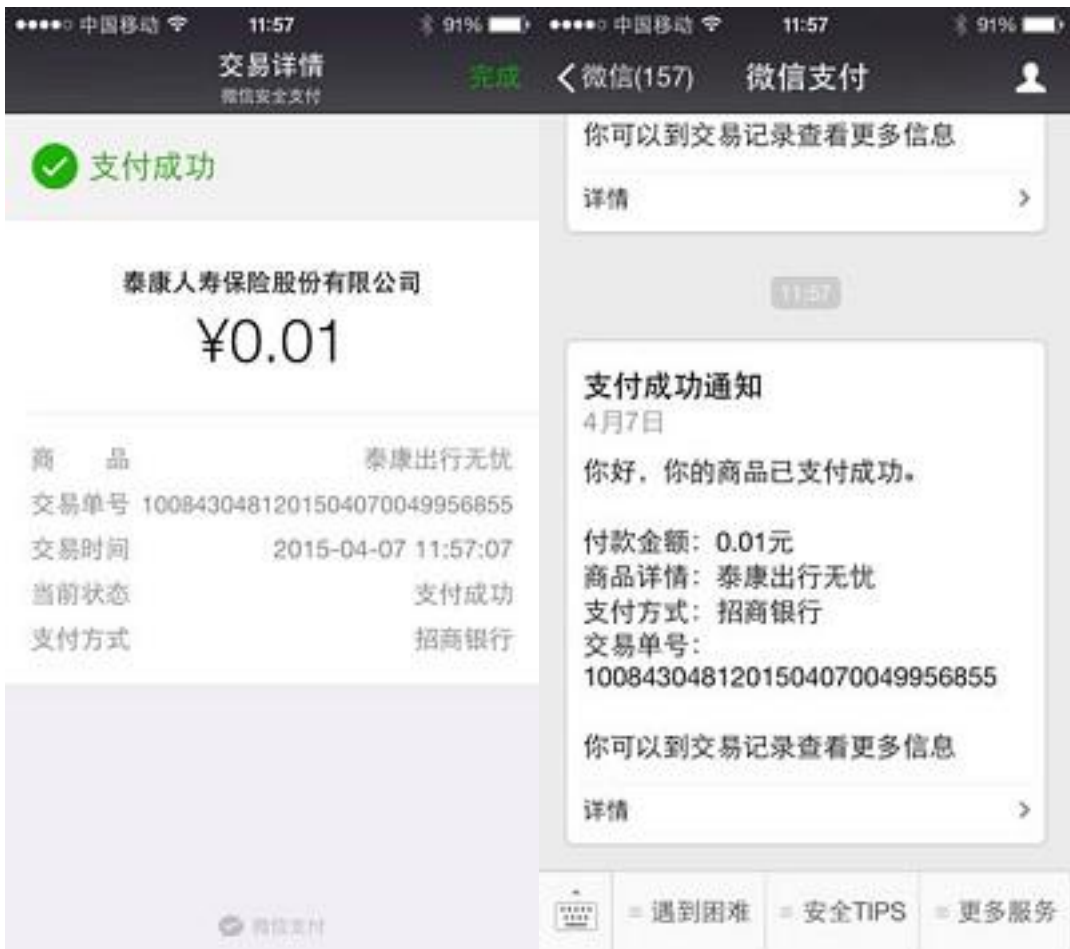 中国移动 11:57 91%
交易详情 完成
微信安全支付
支付成功
泰康人寿保险股份有限公司
¥0.01
商 品 泰康出行无忧
交易单号 1008430481201504070049956855
交易时间 2015-04-07 11:57:07
当前状态 支付成功
支付方式 招商银行
微信支付
中国移动 11:57 91%
微信(157) 微信支付
你可以到交易记录查看更多信息
详情
11:57
支付成功通知
4月7日
你好，你的商品已支付成功。
付款金额：0.01元
商品详情：泰康出行无忧
支付方式：招商银行
交易单号：
1008430481201504070049956855
你可以到交易记录查看更多信息
详情
遇到困难 安全TIPS 更多服务